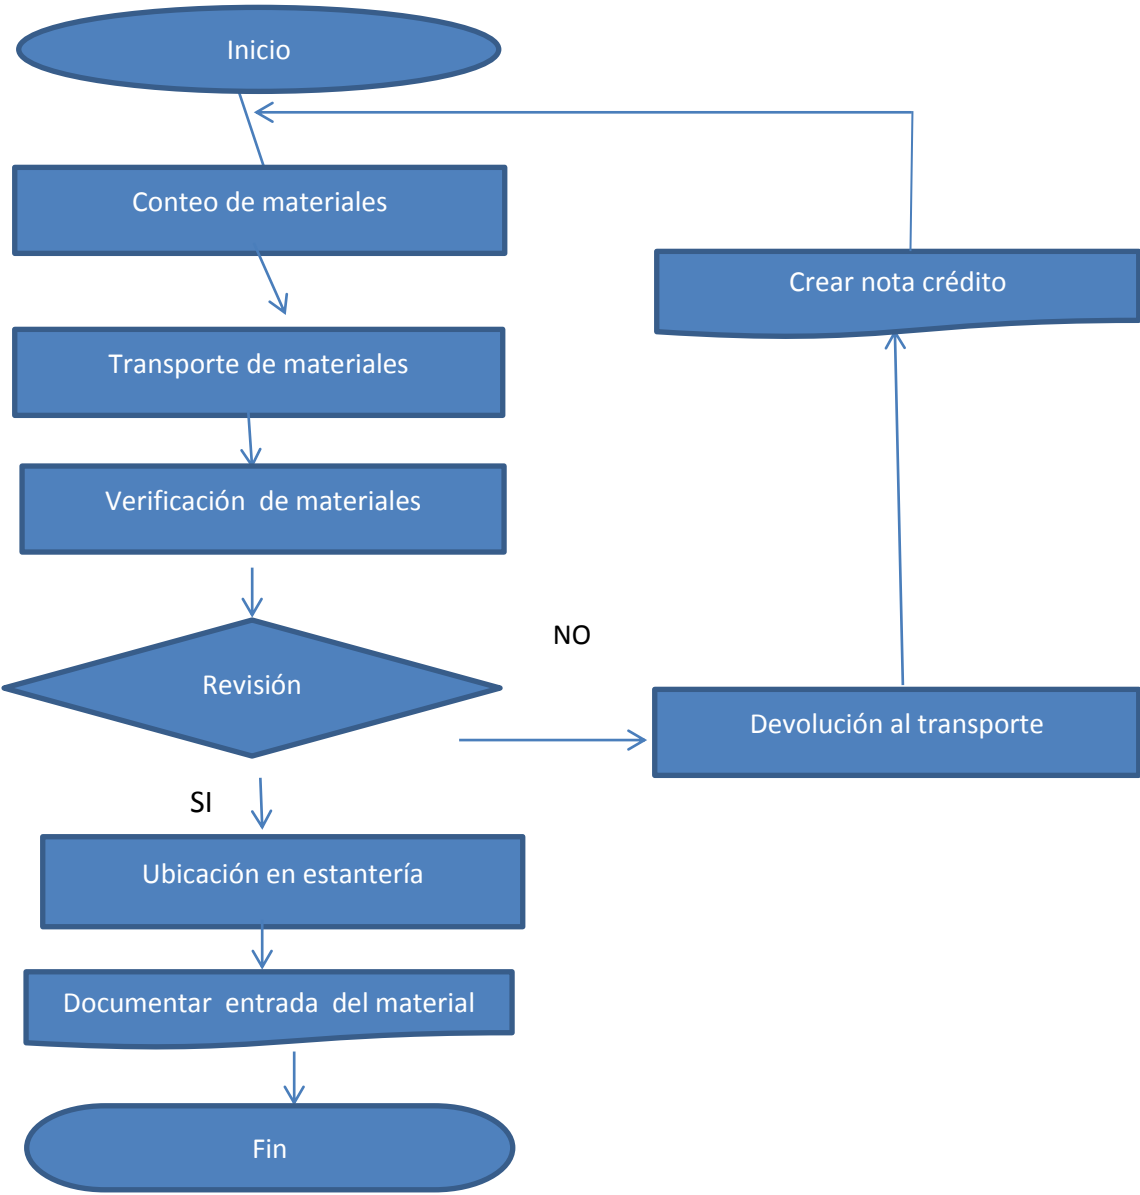 Inicio
Conteo de materiales
Crear nota crédito
Transporte de materiales
Verificación  de materiales
NO
Revisión
Devolución al transporte
SI
Ubicación en estantería
Documentar  entrada  del material
Fin